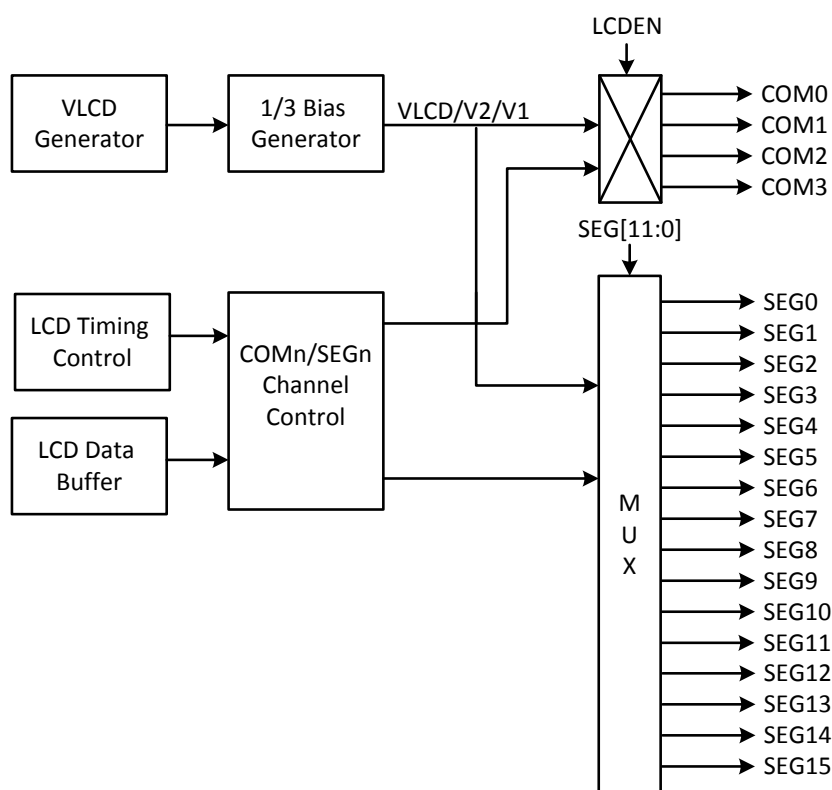 LCDEN
VLCD
Generator
1/3 Bias
Generator
VLCD/V2/V1
COM0
COM1
COM2
COM3
SEG[11:0]
LCD Timing
Control
COMn/SEGn
Channel
Control
LCD Data
Buffer
M
U
X
SEG0
SEG1
SEG2
SEG3
SEG4
SEG5
SEG6
SEG7
SEG8
SEG9
SEG10
SEG11
SEG12
SEG13
SEG14
SEG15